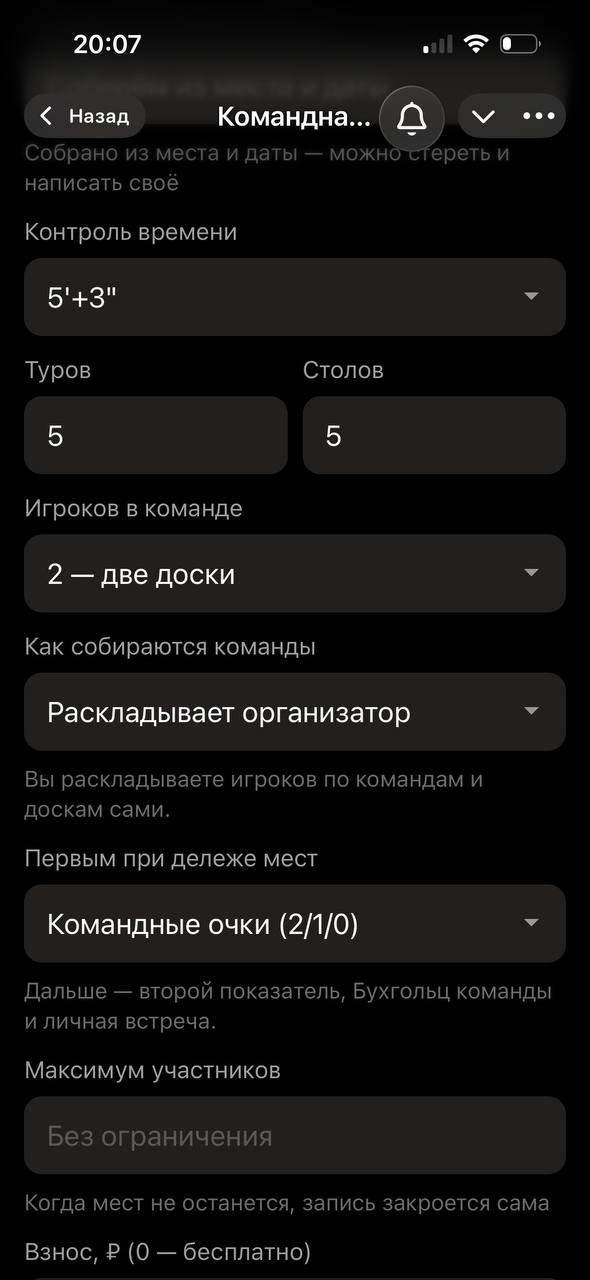 20:07
Назад
Командна...
Собрано из места и даты — можно стереть и
написать своё
Контроль времени
5'+3"
Туров
Столов
5
5
Игроков в команде
2 — две доски
Как собираются команды
Раскладывает организатор
Вы раскладываете игроков по командам и
доскам сами.
Первым при дележе мест
Командные очки (2/1/0)
Дальше — второй показатель, Бухгольц команды
и личная встреча.
Максимум участников
Без ограничения
Когда мест не останется, запись закроется сама
Взнос, ₽ (0 — бесплатно)